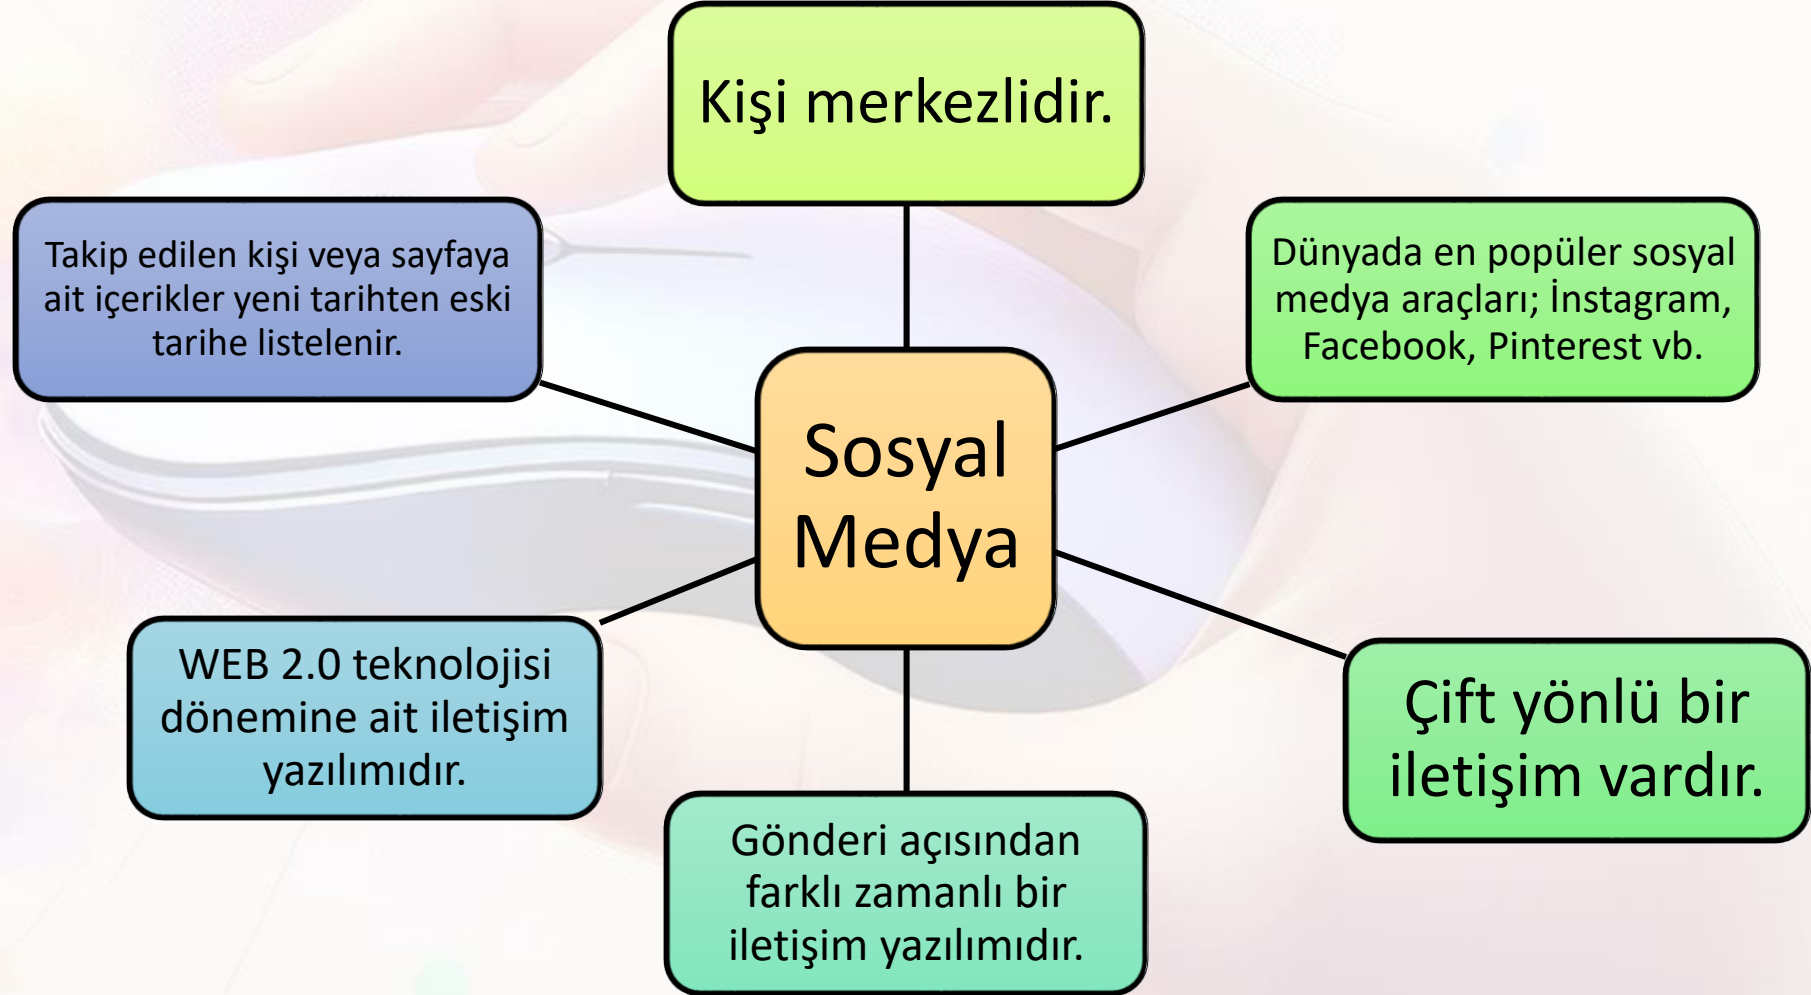 Kişi merkezlidir.
Takip edilen kişi veya sayfaya
ait içerikler yeni tarihten eski
tarihe listelenir.
Dünyada en popüler sosyal
medya araçları; İnstagram,
Facebook, Pinterest vb.
Sosyal
Medya
WEB 2.0 teknolojisi
dönemine ait iletişim
yazılımıdır.
Çift yönlü bir
iletişim vardır.
Gönderi açısından
farklı zamanlı bir
iletişim yazılımıdır.